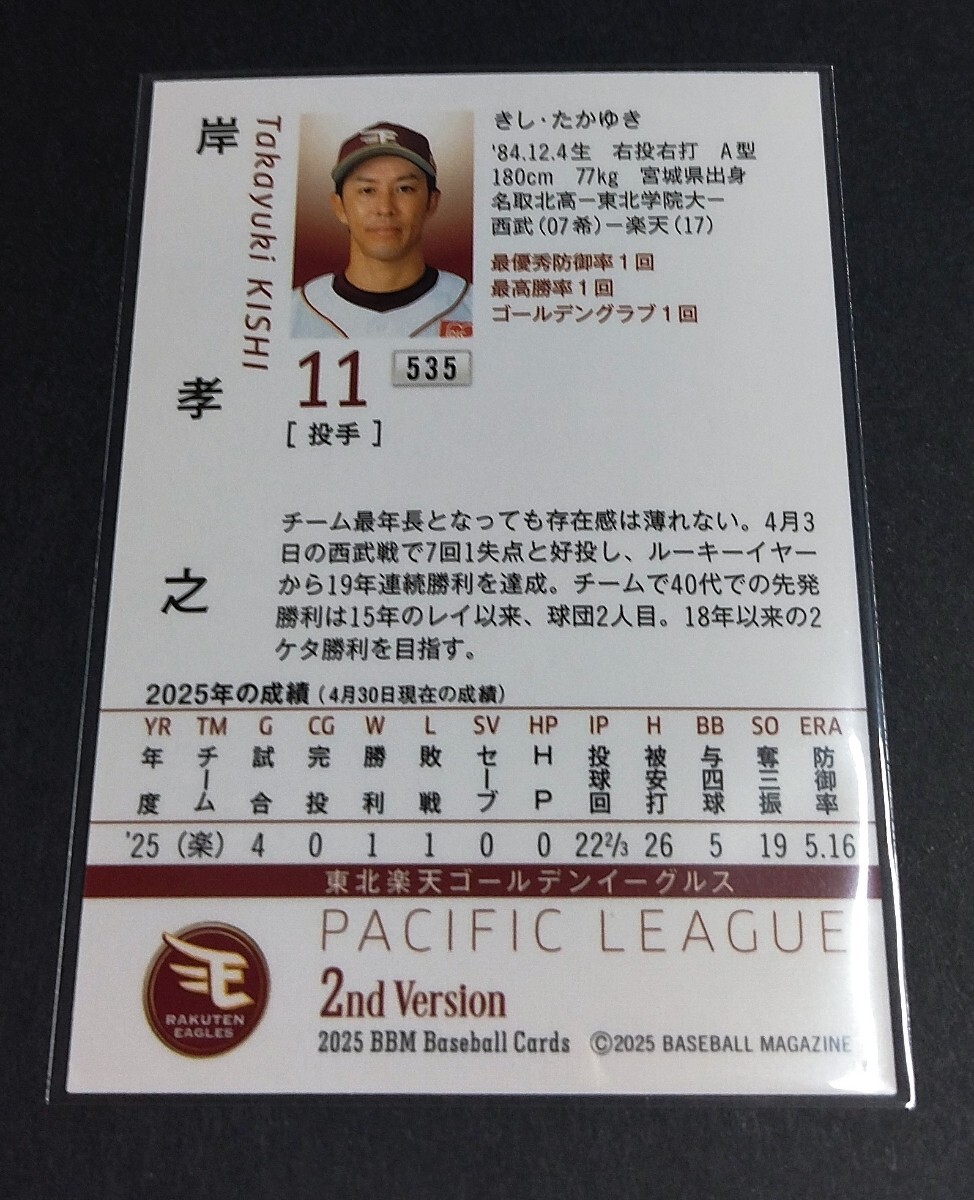 岸 孝 之
Takayuki KISHI
きし・たかゆき
'84.12.4生 右投右打 A型
180cm 77kg 宮城県出身
名取北高ー東北学院大ー
西武(07希)ー楽天(17)
最優秀防御率1回
最高勝率1回
ゴールデングラブ1回
11
535
[ 投手 ]
チーム最年長となっても存在感は薄れない。4月3
日の西武戦で7回1失点と好投し、ルーキーイヤー
から19年連続勝利を達成。チームで40代での先発
勝利は15年のレイ以来、球団2人目。18年以来の2
ケタ勝利を目指す。
2025年の成績(4月30日現在の成績)
YR TM G CG W L SV HP IP H BB SO ERA
年度 チーム 試合 完投 勝利 敗戦 セーブ HP 投球回 被安打 与四球 奪三振 防御率
'25 (楽) 4 0 1 1 0 0 22⅔ 26 5 19 5.16
東北楽天ゴールデンイーグルス
PACIFIC LEAGUE
RAKUTEN
EAGLES
2nd Version
2025 BBM Baseball Cards ©2025 BASEBALL MAGAZINE